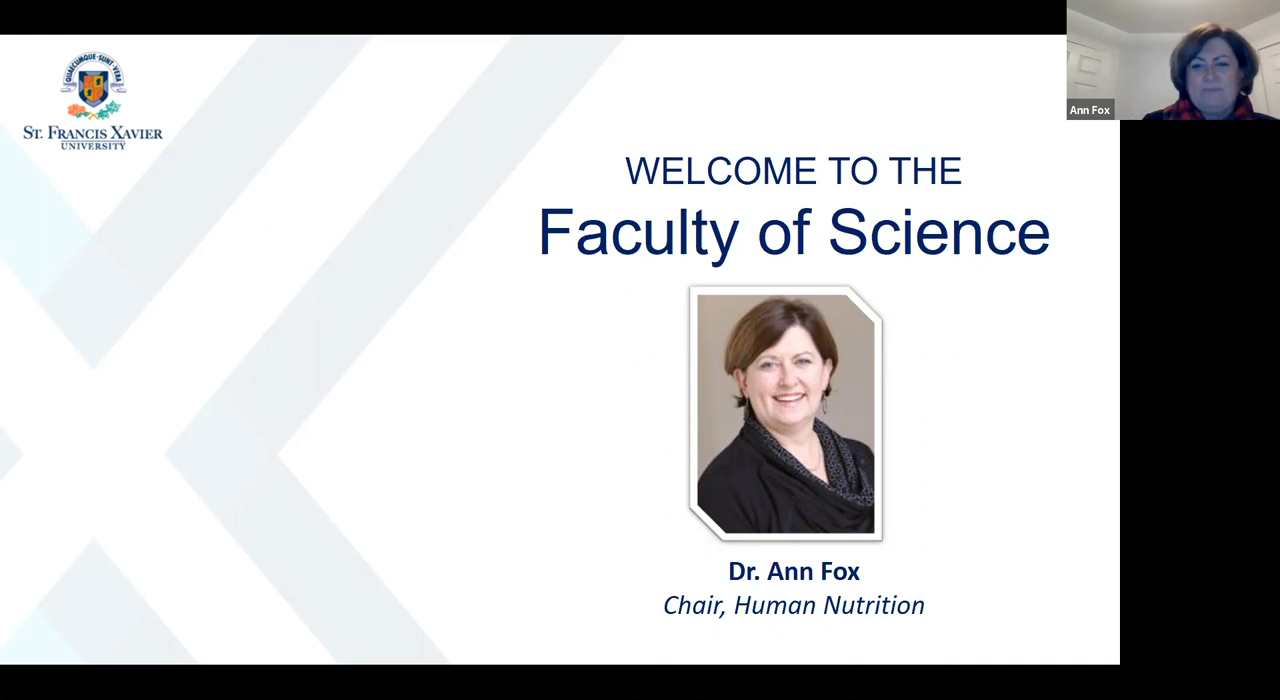 QUAECUMQUE·SUNT·VERA
ST. FRANCIS XAVIER
UNIVERSITY
Ann Fox
WELCOME TO THE
Faculty of Science
Dr. Ann Fox
Chair, Human Nutrition